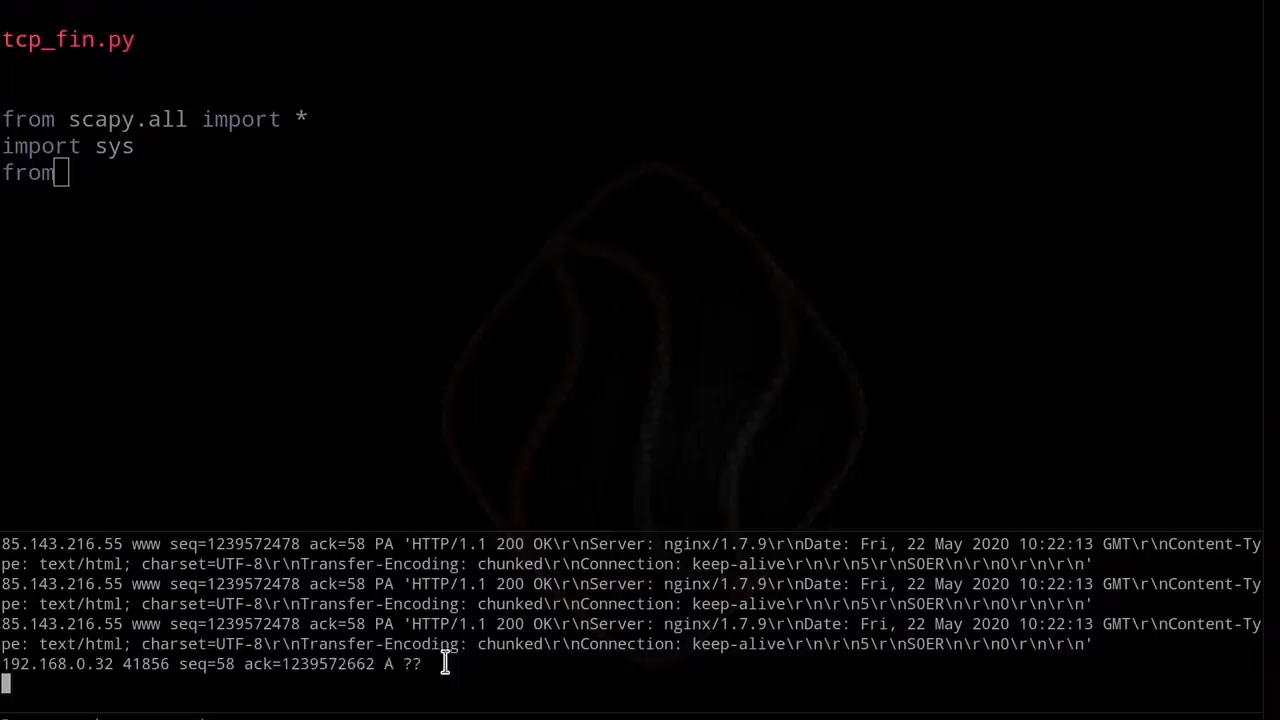 tcp_fin.py
from scapy.all import *
import sys
from
85.143.216.55 www seq=1239572478 ack=58 PA 'HTTP/1.1 200 OK\r\nServer: nginx/1.7.9\r\nDate: Fri, 22 May 2020 10:22:13 GMT\r\nContent-Ty
pe: text/html; charset=UTF-8\r\nTransfer-Encoding: chunked\r\nConnection: keep-alive\r\n\r\n5\r\nSOER\n\r\n0\r\n\r\n'
85.143.216.55 www seq=1239572478 ack=58 PA 'HTTP/1.1 200 OK\r\nServer: nginx/1.7.9\r\nDate: Fri, 22 May 2020 10:22:13 GMT\r\nContent-Ty
pe: text/html; charset=UTF-8\r\nTransfer-Encoding: chunked\r\nConnection: keep-alive\r\n\r\n5\r\nSOER\n\r\n0\r\n\r\n'
85.143.216.55 www seq=1239572478 ack=58 PA 'HTTP/1.1 200 OK\r\nServer: nginx/1.7.9\r\nDate: Fri, 22 May 2020 10:22:13 GMT\r\nContent-Ty
pe: text/html; charset=UTF-8\r\nTransfer-Encoding: chunked\r\nConnection: keep-alive\r\n\r\n5\r\nSOER\n\r\n0\r\n\r\n'
192.168.0.32 41856 seq=58 ack=1239572662 A ??